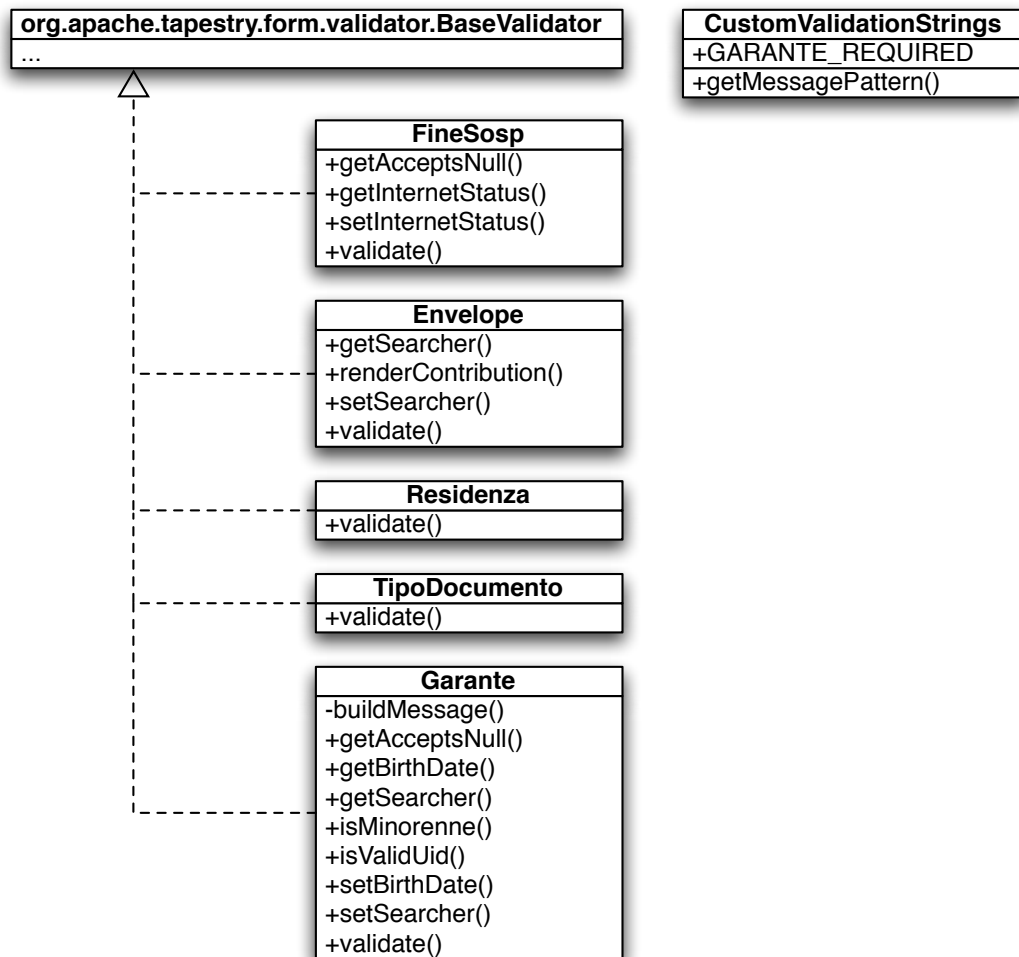 org.apache.tapestry.form.validator.BaseValidator
...
CustomValidationStrings
+GARANTE_REQUIRED
+getMessagePattern()
FineSosp
+getAcceptsNull()
+getInternetStatus()
+setInternetStatus()
+validate()
Envelope
+getSearcher()
+renderContribution()
+setSearcher()
+validate()
Residenza
+validate()
TipoDocumento
+validate()
Garante
-buildMessage()
+getAcceptsNull()
+getBirthDate()
+getSearcher()
+isMinorenne()
+isValidUid()
+setBirthDate()
+setSearcher()
+validate()